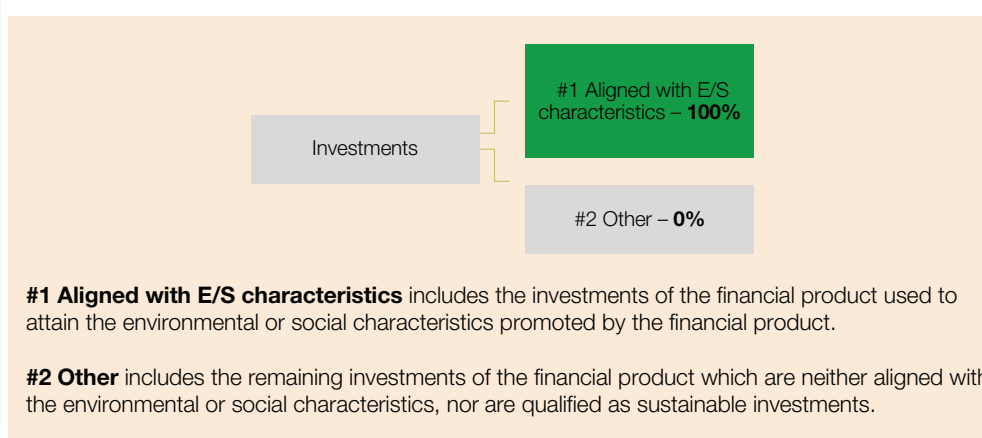 #1 Aligned with E/S
characteristics – 100%
Investments
#2 Other – 0%
#1 Aligned with E/S characteristics includes the investments of the financial product used to
attain the environmental or social characteristics promoted by the financial product.
#2 Other includes the remaining investments of the financial product which are neither aligned with
the environmental or social characteristics, nor are qualified as sustainable investments.